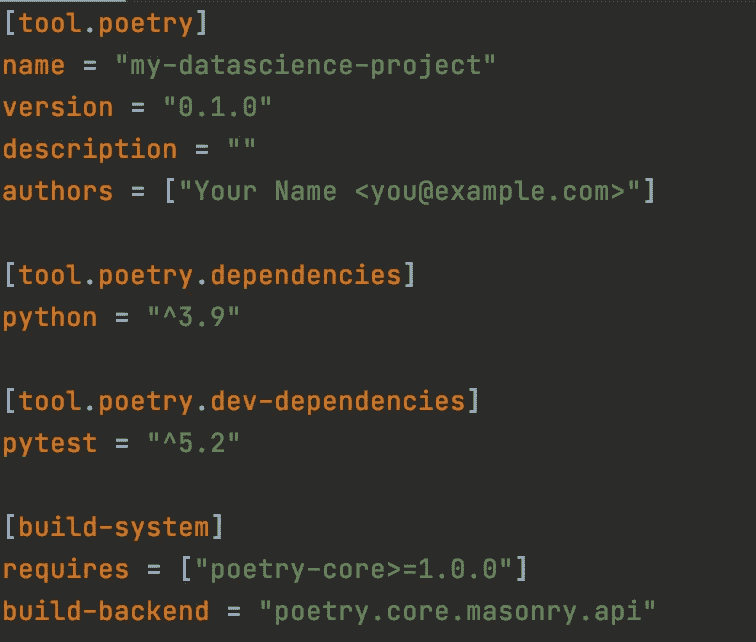 [tool.poetry]
name = "my-datascience-project"
version = "0.1.0"
description = ""
authors = ["Your Name <you@example.com>"]
[tool.poetry.dependencies]
python = "^3.9"
[tool.poetry.dev-dependencies]
pytest = "^5.2"
[build-system]
requires = ["poetry-core>=1.0.0"]
build-backend = "poetry.core.masonry.api"